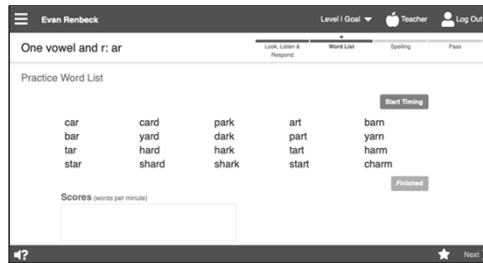 Evan Renbeck Level I Goal Teacher Log Out
One vowel and r: ar
Look, Listen & Respond Word List Spelling Pass
Practice Word List
Start Timing
car card park art barn
bar yard dark part yarn
tar hard hark tart harm
star shard shark start charm
Finished
Scores (words per minute)
? Next